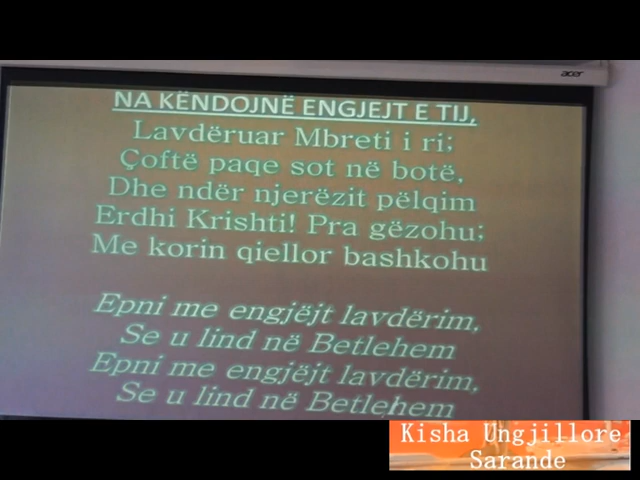 acer
NA KËNDOJNË ENGJEJT E TIJ,
Lavdëruar Mbreti i ri;
Çoftë paqe sot në botë,
Dhe ndër njerëzit pëlqim
Erdhi Krishti! Pra gëzohu;
Me korin qiellor bashkohu
Epni me engjëjt lavdërim,
Se u lind në Betlehem
Epni me engjëjt lavdërim,
Se u lind në Betlehem
Kisha Ungjillore
Sarande